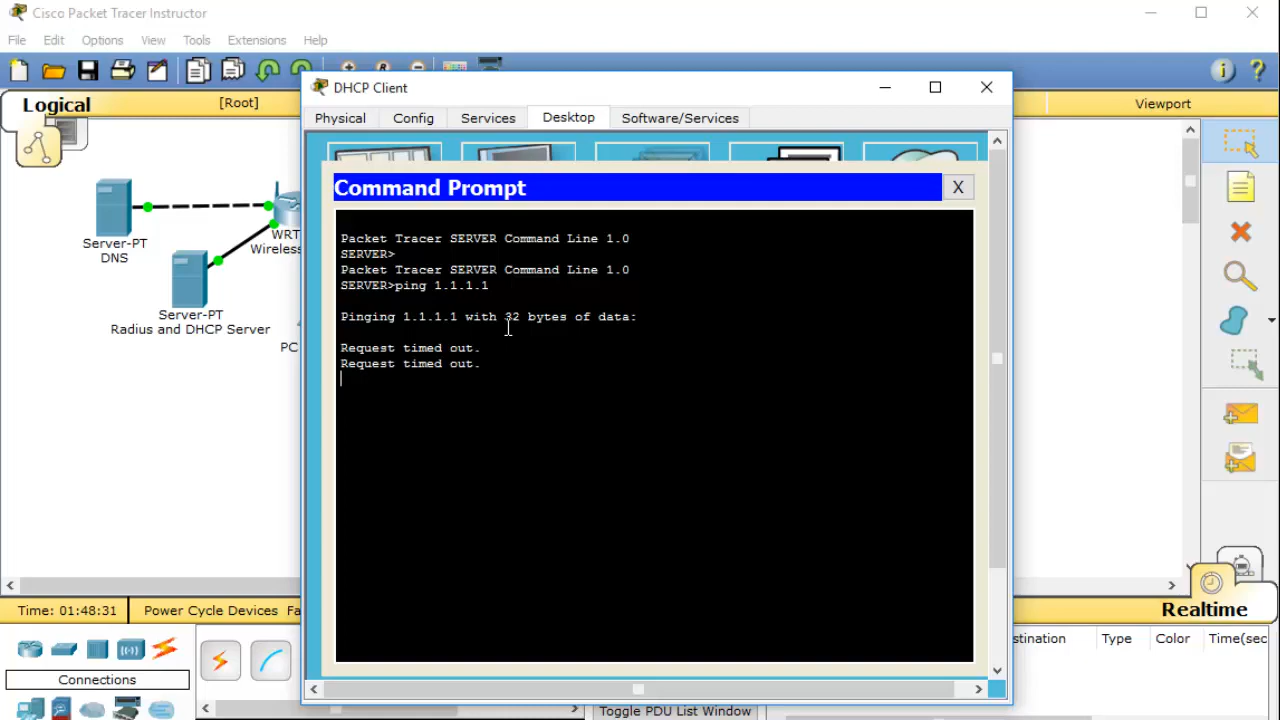 Cisco Packet Tracer Instructor
File Edit Options View Tools Extensions Help
Logical [Root] Viewport
DHCP Client
Physical Config Services Desktop Software/Services
Command Prompt X
Packet Tracer SERVER Command Line 1.0
SERVER>
Packet Tracer SERVER Command Line 1.0
SERVER>ping 1.1.1.1
Pinging 1.1.1.1 with 32 bytes of data:
Request timed out.
Request timed out.
Server-PT
DNS
WRT
Wireless
Server-PT
Radius and DHCP Server
PC
Time: 01:48:31 Power Cycle Devices Fa
Realtime
stination Type Color Time(sec
Connections
Toggle PDU List Window